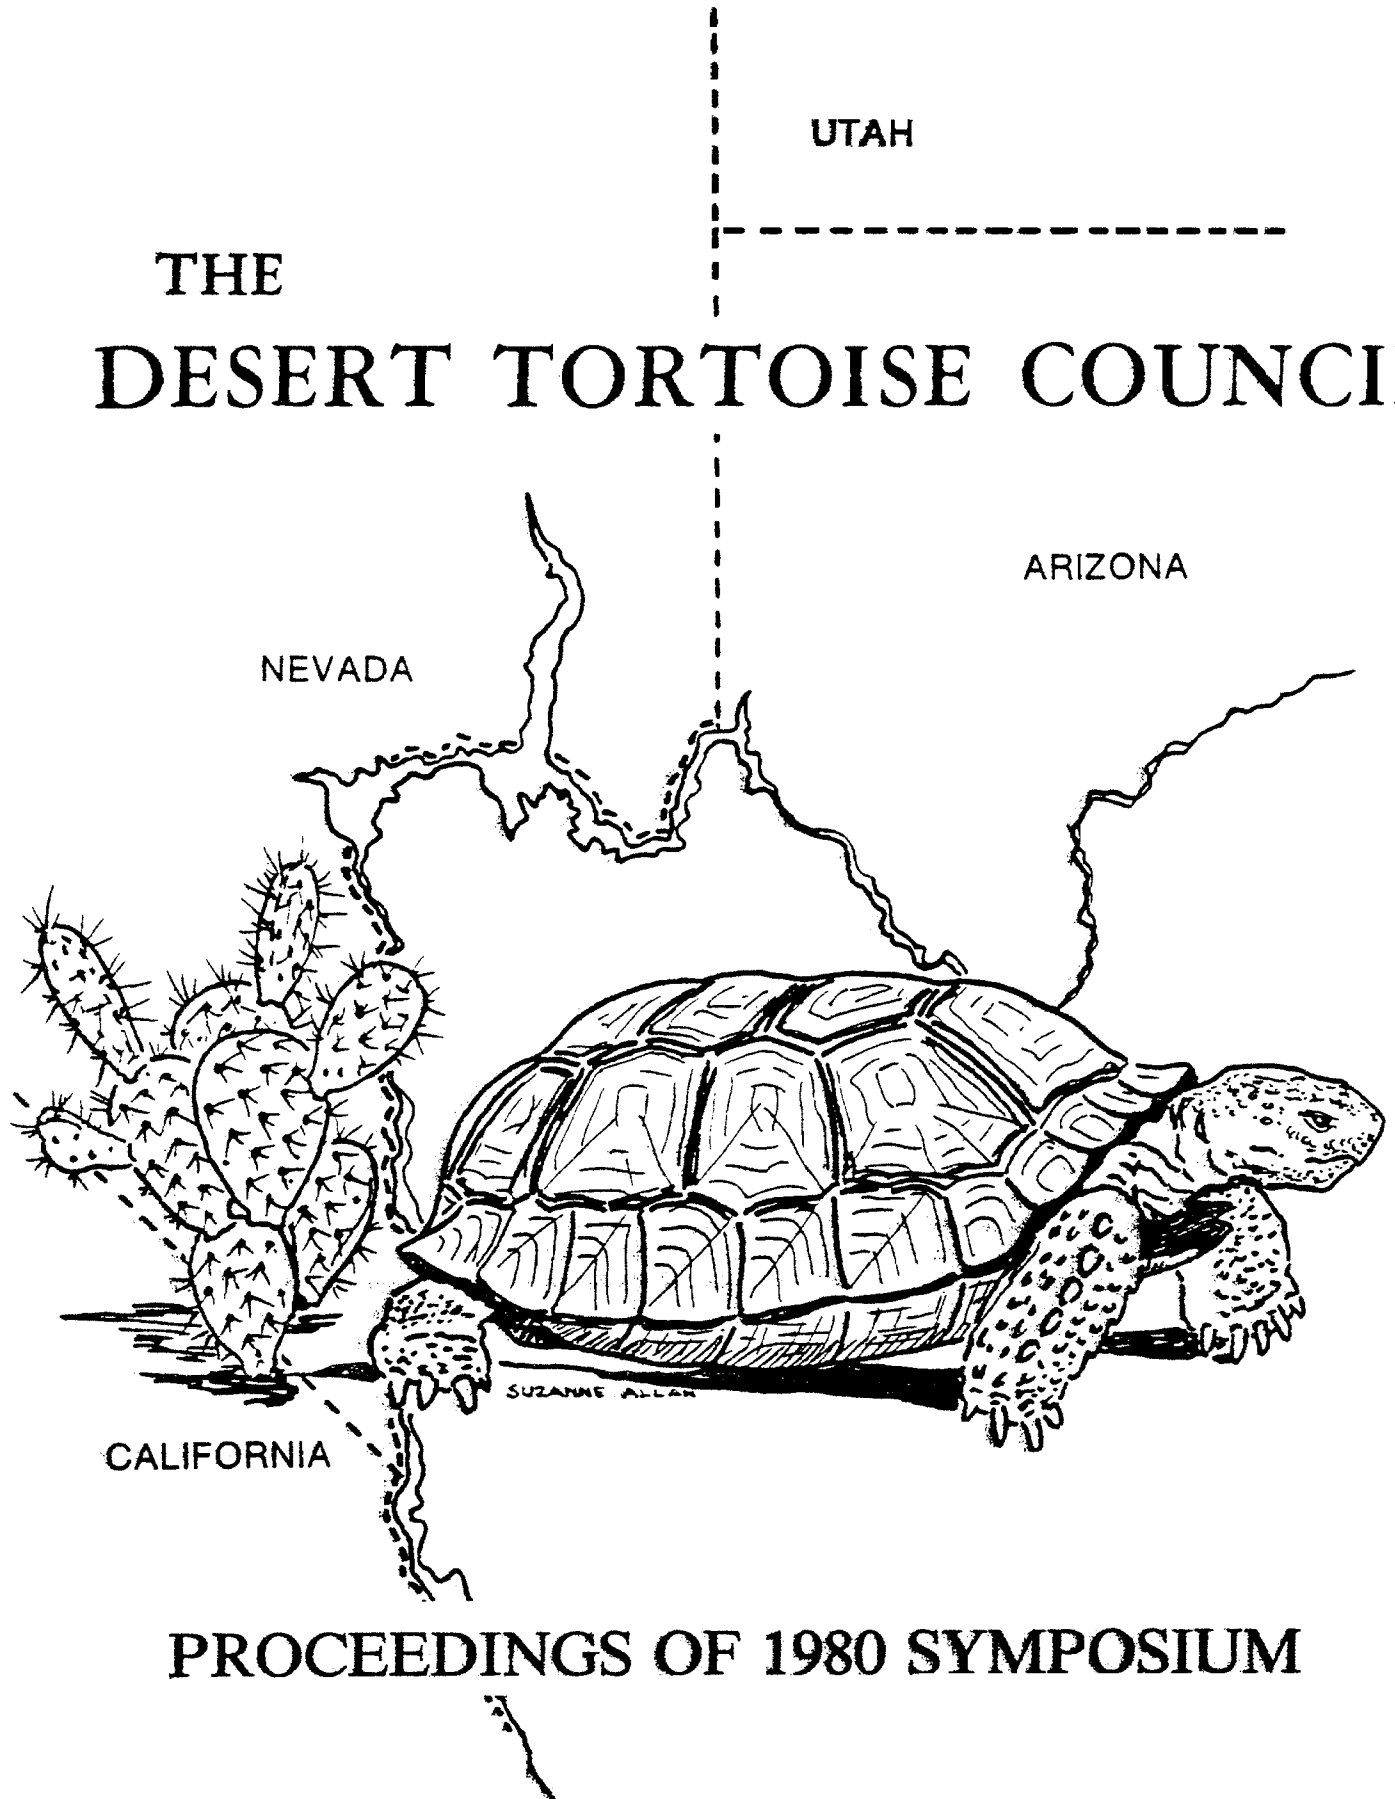 UTAH
THE
DESERT TORTOISE COUNCI
ARIZONA
NEVADA
SUZANNE ALLAN
CALIFORNIA
PROCEEDINGS OF 1980 SYMPOSIUM